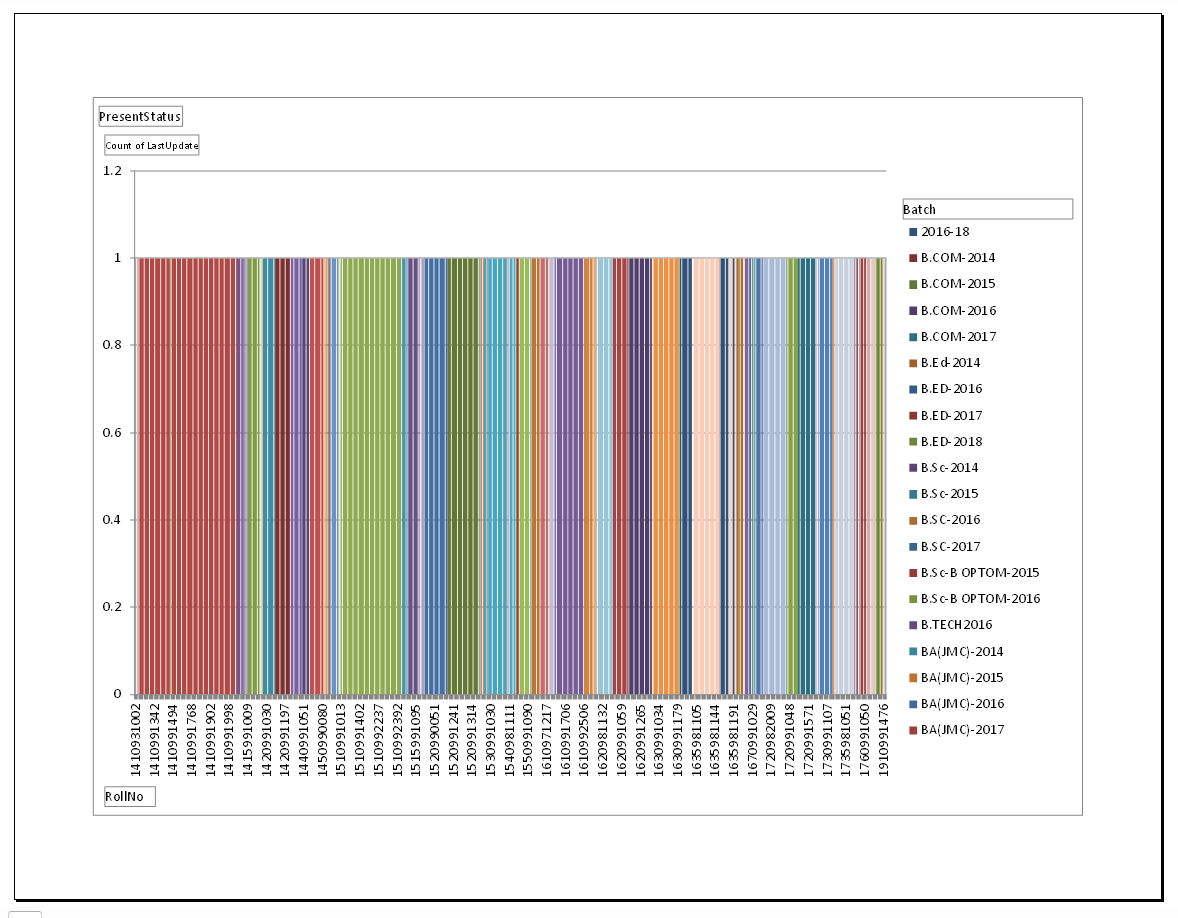 PresentStatus
Count of LastUpdate
1.2
1
0.8
0.6
0.4
0.2
0
1410931002
1410991342
1410991494
1410991768
1410991902
1410991998
1415991009
1420991030
1420991197
1440991051
1450990080
1510991013
1510991402
1510992237
1510992392
1515991095
1520990051
1520991241
1520991314
1530991030
1540981111
1550991090
1610971217
1610991706
1610992506
1620981132
1620991059
1620991265
1630991034
1630991179
1635981105
1635981144
1635981191
1670991029
1720982009
1720991048
1720991571
1730991107
1735981051
1760991050
1910991476
RollNo
Batch
2016-18
B.COM-2014
B.COM-2015
B.COM-2016
B.COM-2017
B.Ed-2014
B.ED-2016
B.ED-2017
B.ED-2018
B.Sc-2014
B.Sc-2015
B.SC-2016
B.SC-2017
B.Sc-B OPTOM-2015
B.Sc-B OPTOM-2016
B.TECH2016
BA(JMC)-2014
BA(JMC)-2015
BA(JMC)-2016
BA(JMC)-2017